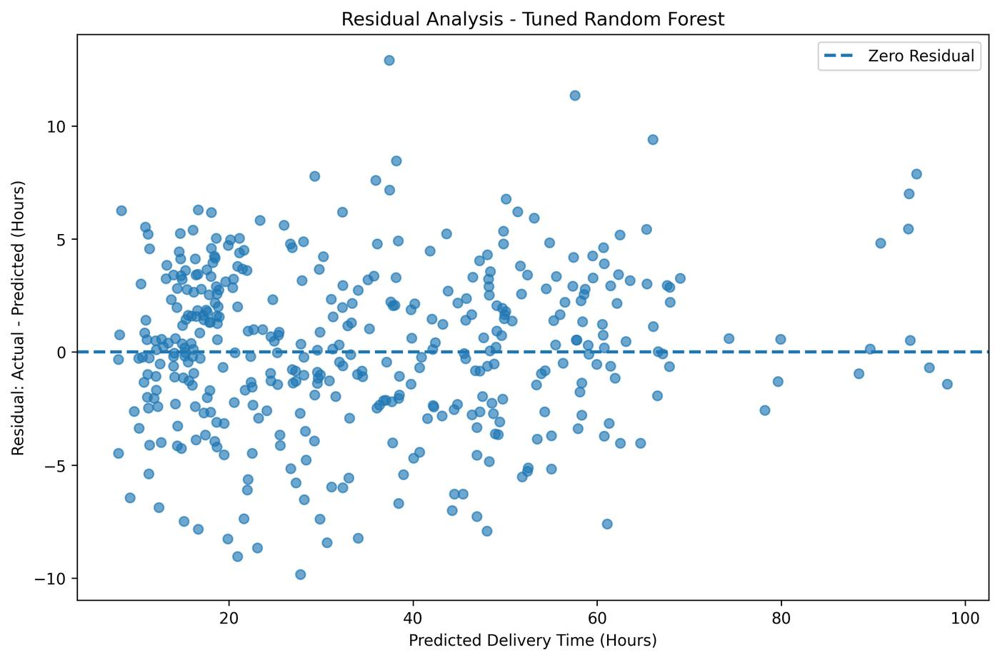 Residual Analysis - Tuned Random Forest
Zero Residual
Residual: Actual - Predicted (Hours)
10
5
0
−5
−10
20 40 60 80 100
Predicted Delivery Time (Hours)